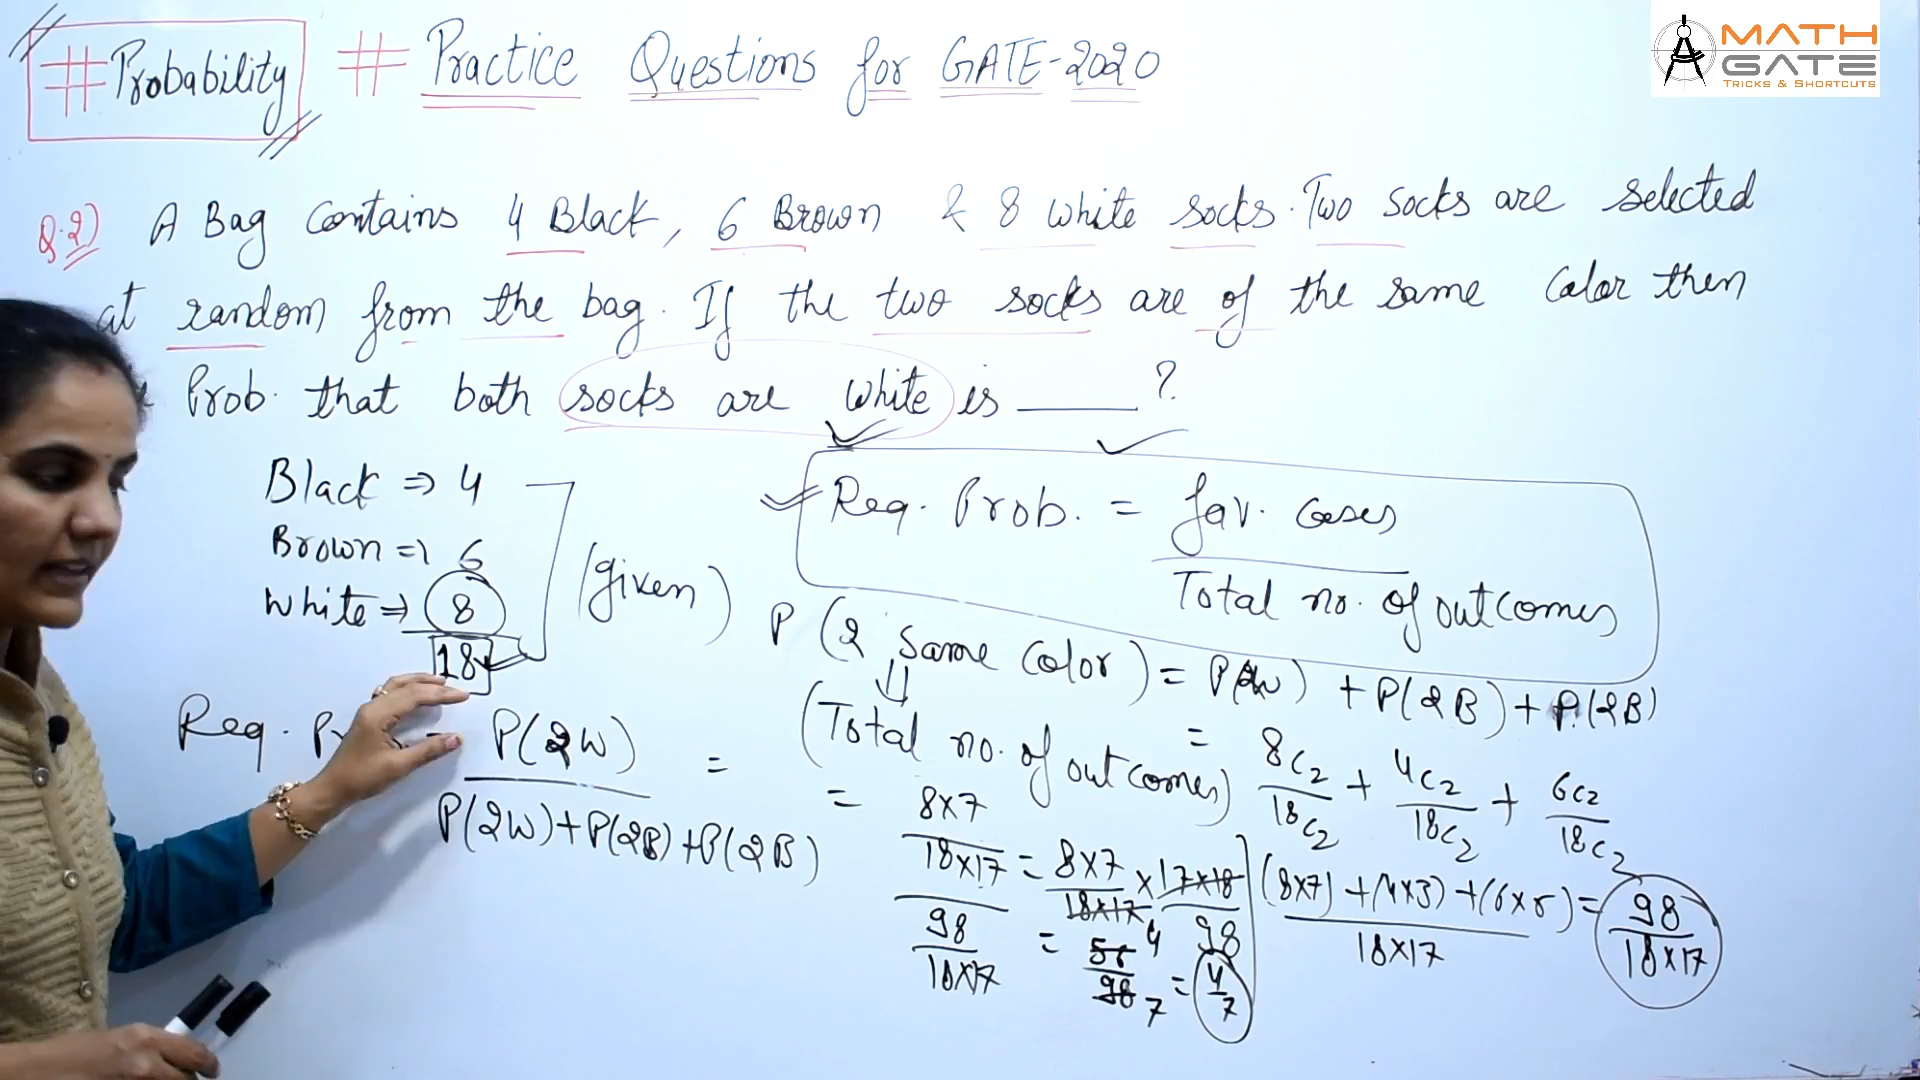 #Probability # Practice Questions for GATE-2020
MATH
GATE
TRICKS & SHORTCUTS
Q.2) A Bag contains 4 Black, 6 Brown & 8 white socks. Two socks are selected
at random from the bag. If the two socks are of the same Color then
Prob. that both socks are white is ______ ?
Black ⇒ 4
Brown ⇒ 6
White ⇒ 8
18
(given)
Req. Prob. = fav. cases / Total no. of outcomes
P (2 same Color) = P(2W) + P(2B) + P.(2B)
⇓
(Total no. of outcomes)
= 8C2/18C2 + 4C2/18C2 + 6C2/18C2
(8×7) + (4×3) + (6×5) / 18×17 = 98 / 18×17
Req. P(2W) / P(2W)+P(2B)+P(2B) =
= 8×7 / 18×17 / 98 / 18×17 = 8×7 / 18×17 × 17×18 / 98
= 56 4 / 98 7 = 4/7